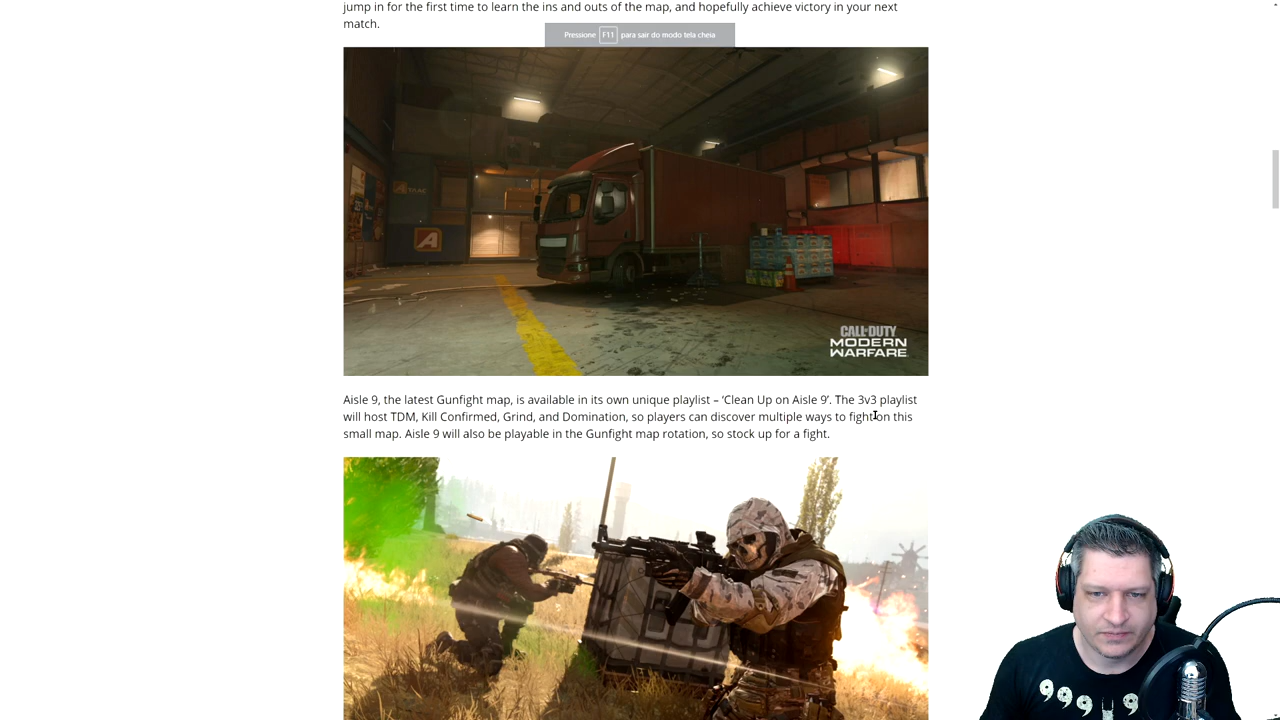 jump in for the first time to learn the ins and outs of the map, and hopefully achieve victory in your next
match.
Pressione F11 para sair do modo tela cheia
A TRAC
A
CALL OF DUTY
MODERN
WARFARE
Aisle 9, the latest Gunfight map, is available in its own unique playlist – ‘Clean Up on Aisle 9’. The 3v3 playlist
will host TDM, Kill Confirmed, Grind, and Domination, so players can discover multiple ways to fight on this
small map. Aisle 9 will also be playable in the Gunfight map rotation, so stock up for a fight.